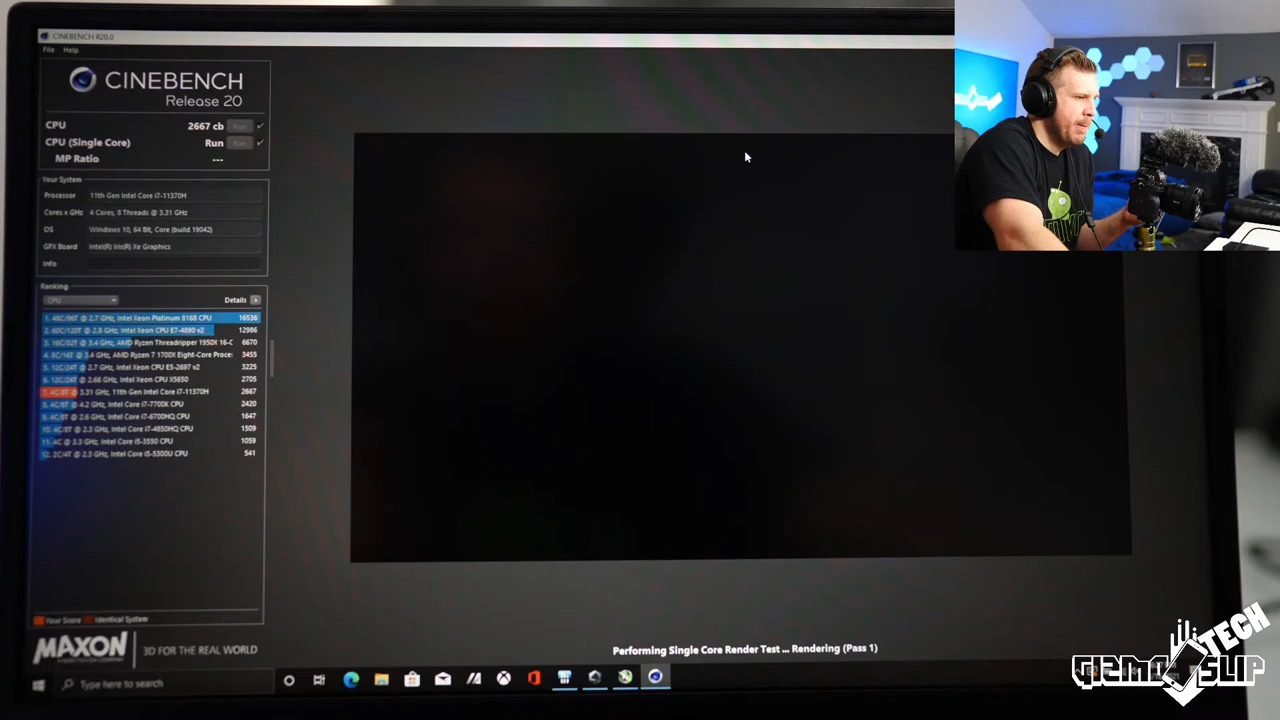 CINEBENCH R20.0
File Help
CINEBENCH
Release 20
CPU 2667 cb Run
CPU (Single Core) Run Run
MP Ratio ---
Your System
Processor 11th Gen Intel Core i7-11370H
Cores x GHz 4 Cores, 8 Threads @ 3.31 GHz
OS Windows 10, 64 Bit, Core (build 19042)
GFX Board Intel(R) Iris(R) Xe Graphics
Info
Ranking
CPU Details +
1. 48C/96T @ 2.7 GHz, Intel Xeon Platinum 8168 CPU 16536
2. 60C/120T @ 2.8 GHz, Intel Xeon CPU E7-4890 v2 12986
3. 16C/32T @ 3.4 GHz, AMD Ryzen Threadripper 1950X 16-C 6670
4. 8C/16T @ 3.4 GHz, AMD Ryzen 7 1700X Eight-Core Proce: 3455
5. 12C/24T @ 2.7 GHz, Intel Xeon CPU E5-2697 v2 3225
6. 12C/24T @ 2.66 GHz, Intel Xeon CPU X5650 2705
7. 4C/8T @ 3.31 GHz, 11th Gen Intel Core i7-11370H 2667
8. 4C/8T @ 4.2 GHz, Intel Core i7-7700K CPU 2420
9. 4C/8T @ 2.6 GHz, Intel Core i7-6700HQ CPU 1647
10. 4C/8T @ 2.3 GHz, Intel Core i7-4850HQ CPU 1509
11. 4C @ 3.3 GHz, Intel Core i5-3550 CPU 1059
12. 2C/4T @ 2.3 GHz, Intel Core i5-5300U CPU 541
Your Score Identical System
MAXON 3D FOR THE REAL WORLD
Performing Single Core Render Test ... Rendering (Pass 1)
Type here to search
TECH
GIZMO SLIP